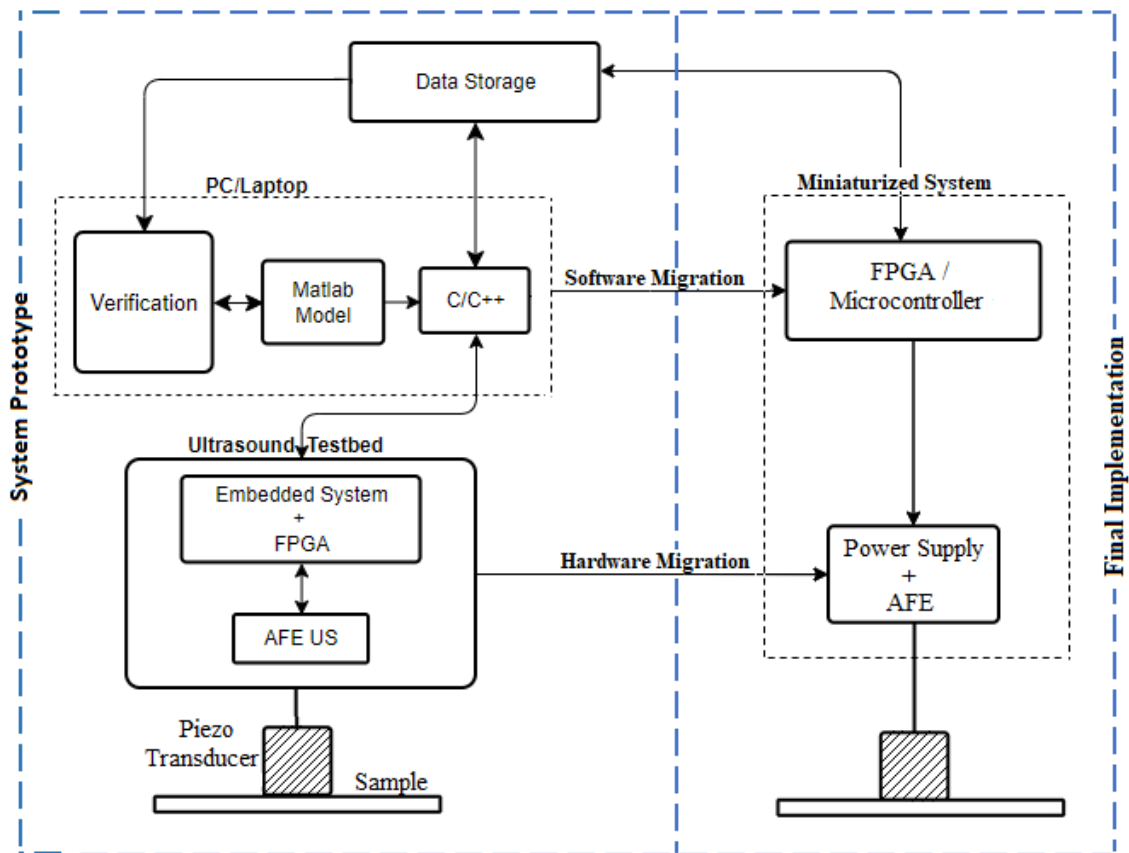 Data Storage
PC/Laptop
Verification
Matlab
Model
C/C++
Software Migration
Miniaturized System
FPGA /
Microcontroller
System Prototype
Ultrasound Testbed
Embedded System
+
FPGA
AFE US
Hardware Migration
Power Supply
+
AFE
Final Implementation
Piezo
Transducer
Sample